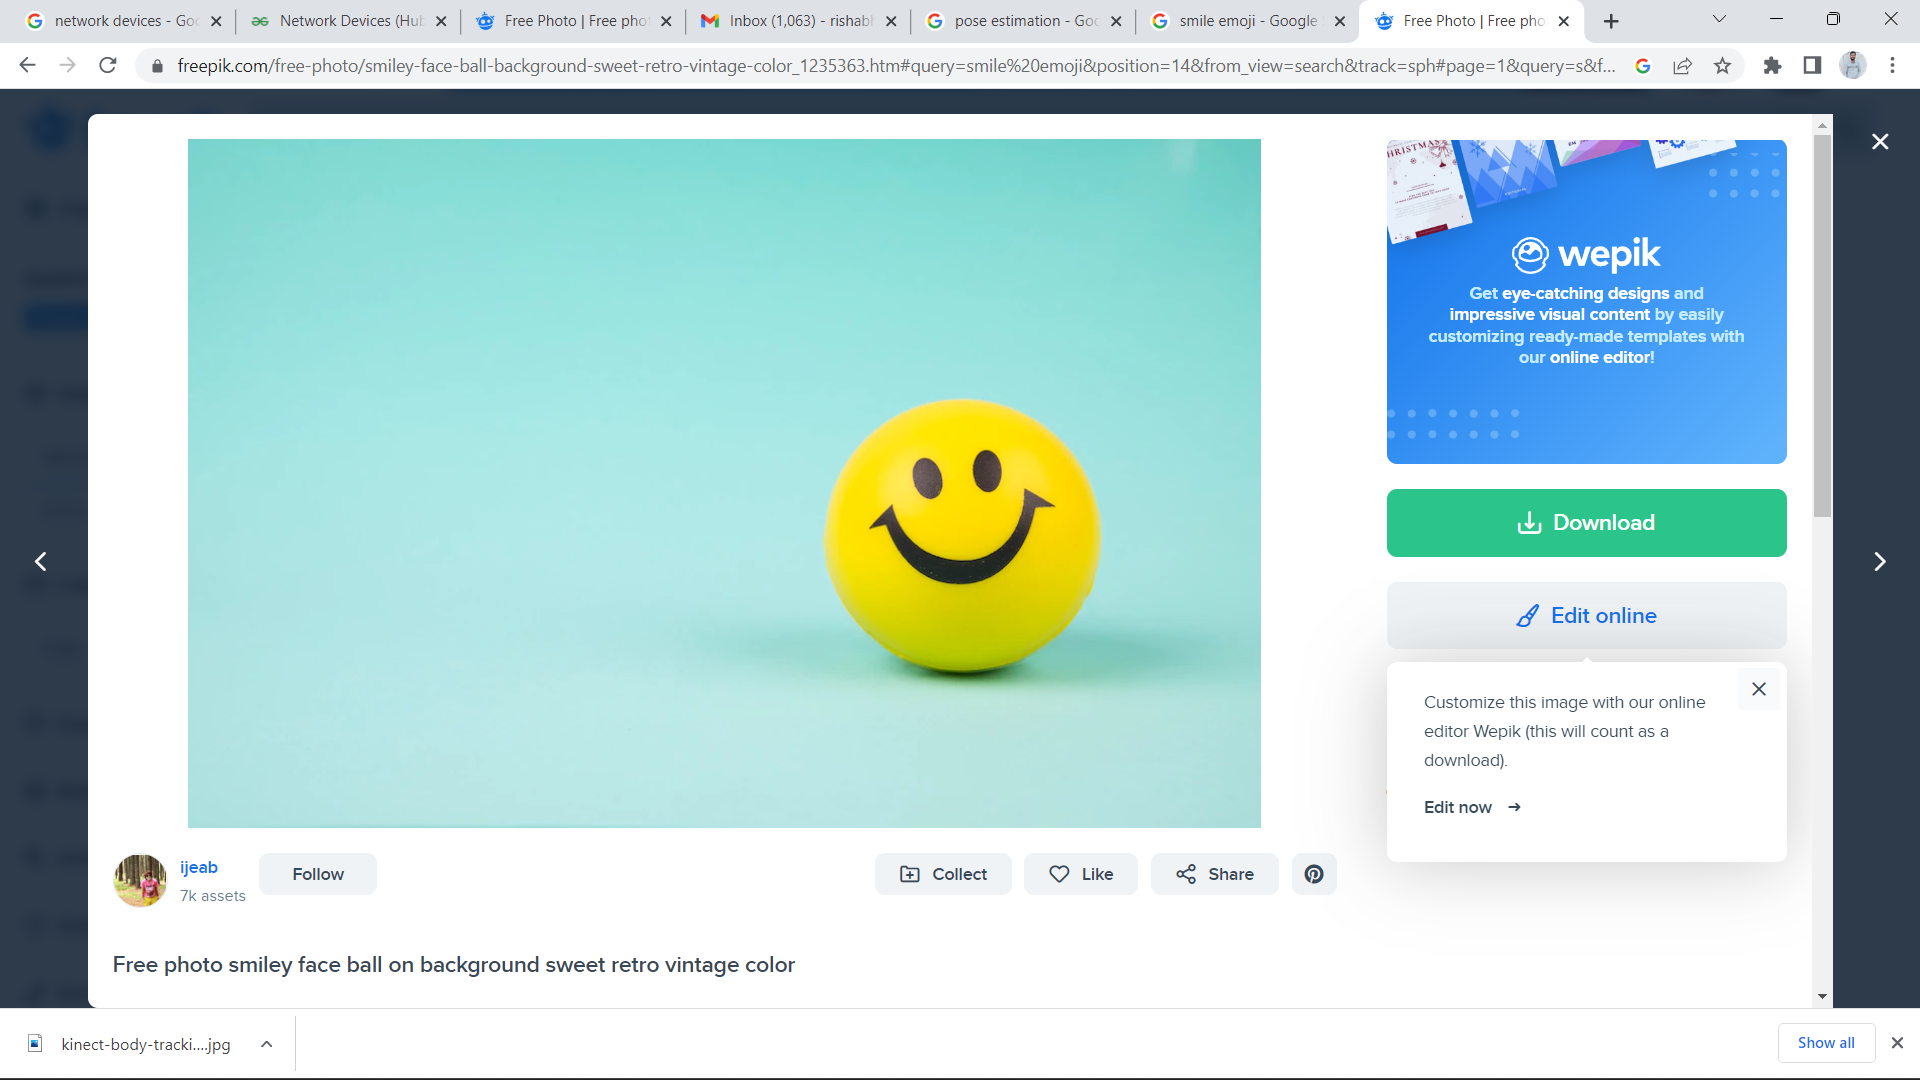 network devices - Goo
Network Devices (Hub
Free Photo | Free pho
Inbox (1,063) - rishabh
pose estimation - Goo
smile emoji - Google
Free Photo | Free pho
freepik.com/free-photo/smiley-face-ball-background-sweet-retro-vintage-color_1235363.htm#query=smile%20emoji&position=14&from_view=search&track=sph#page=1&query=s&f...
wepik
Get eye-catching designs and
impressive visual content by easily
customizing ready-made templates with
our online editor!
Download
Edit online
Customize this image with our online
editor Wepik (this will count as a
download).
Edit now →
ijeab
7k assets
Follow
Collect
Like
Share
Free photo smiley face ball on background sweet retro vintage color
kinect-body-tracki....jpg
Show all